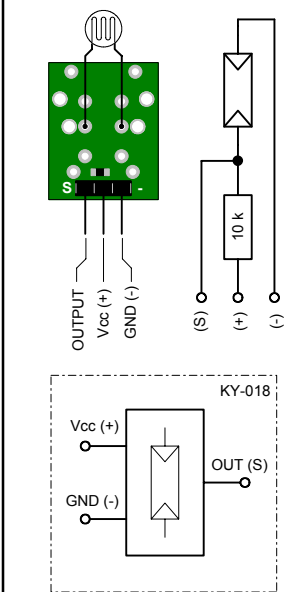 S -
OUTPUT
Vcc (+)
GND (-)
10 k
(S)
(+)
(-)
KY-018
Vcc (+)
OUT (S)
GND (-)